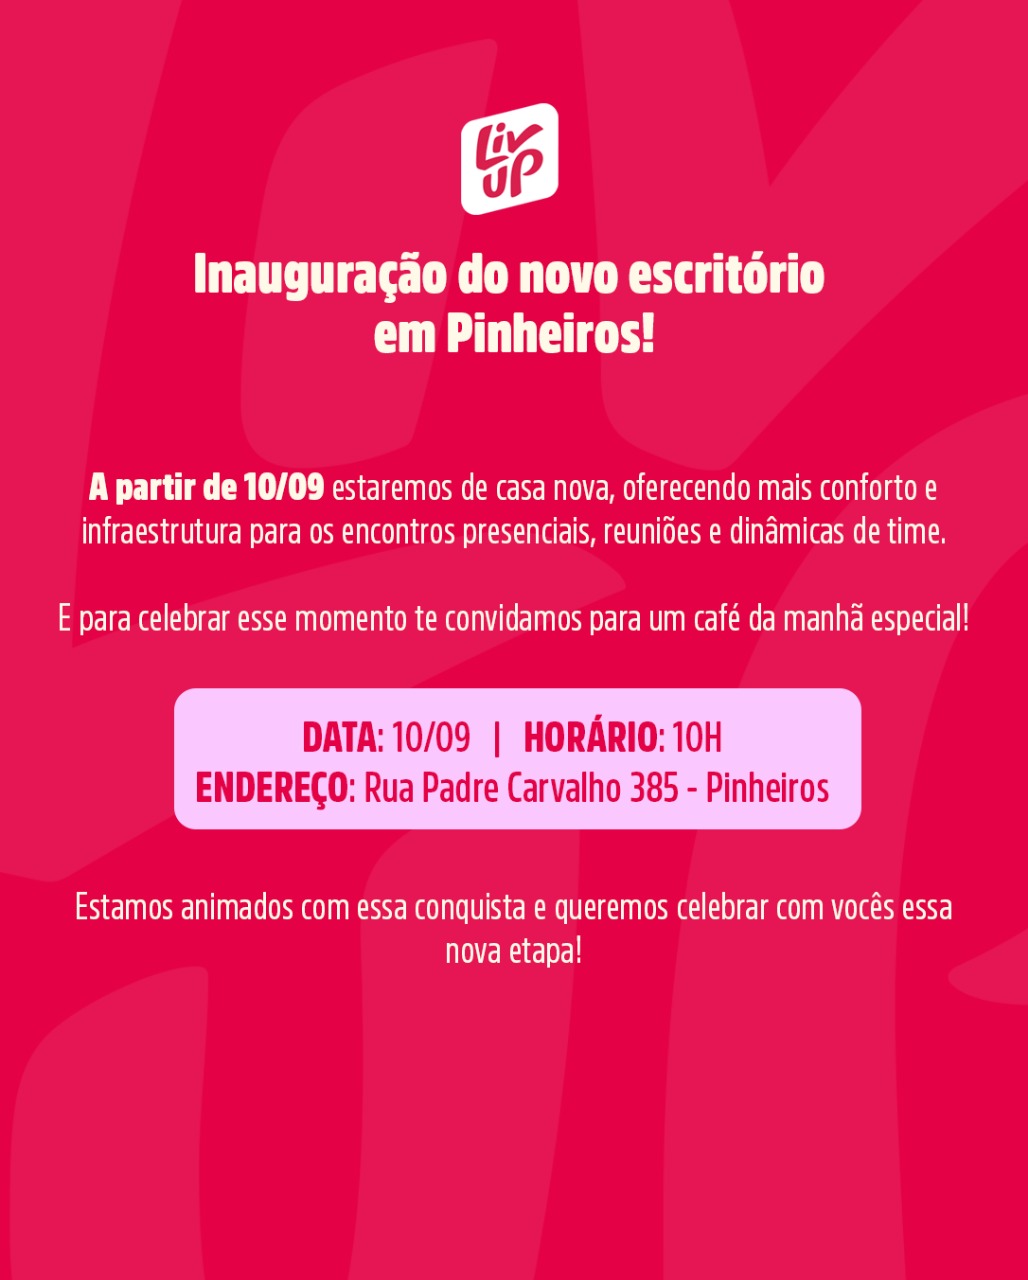 Liv
Up
Inauguração do novo escritório
em Pinheiros!
A partir de 10/09 estaremos de casa nova, oferecendo mais conforto e
infraestrutura para os encontros presenciais, reuniões e dinâmicas de time.
E para celebrar esse momento te convidamos para um café da manhã especial!
DATA: 10/09 | HORÁRIO: 10H
ENDEREÇO: Rua Padre Carvalho 385 - Pinheiros
Estamos animados com essa conquista e queremos celebrar com vocês essa
nova etapa!